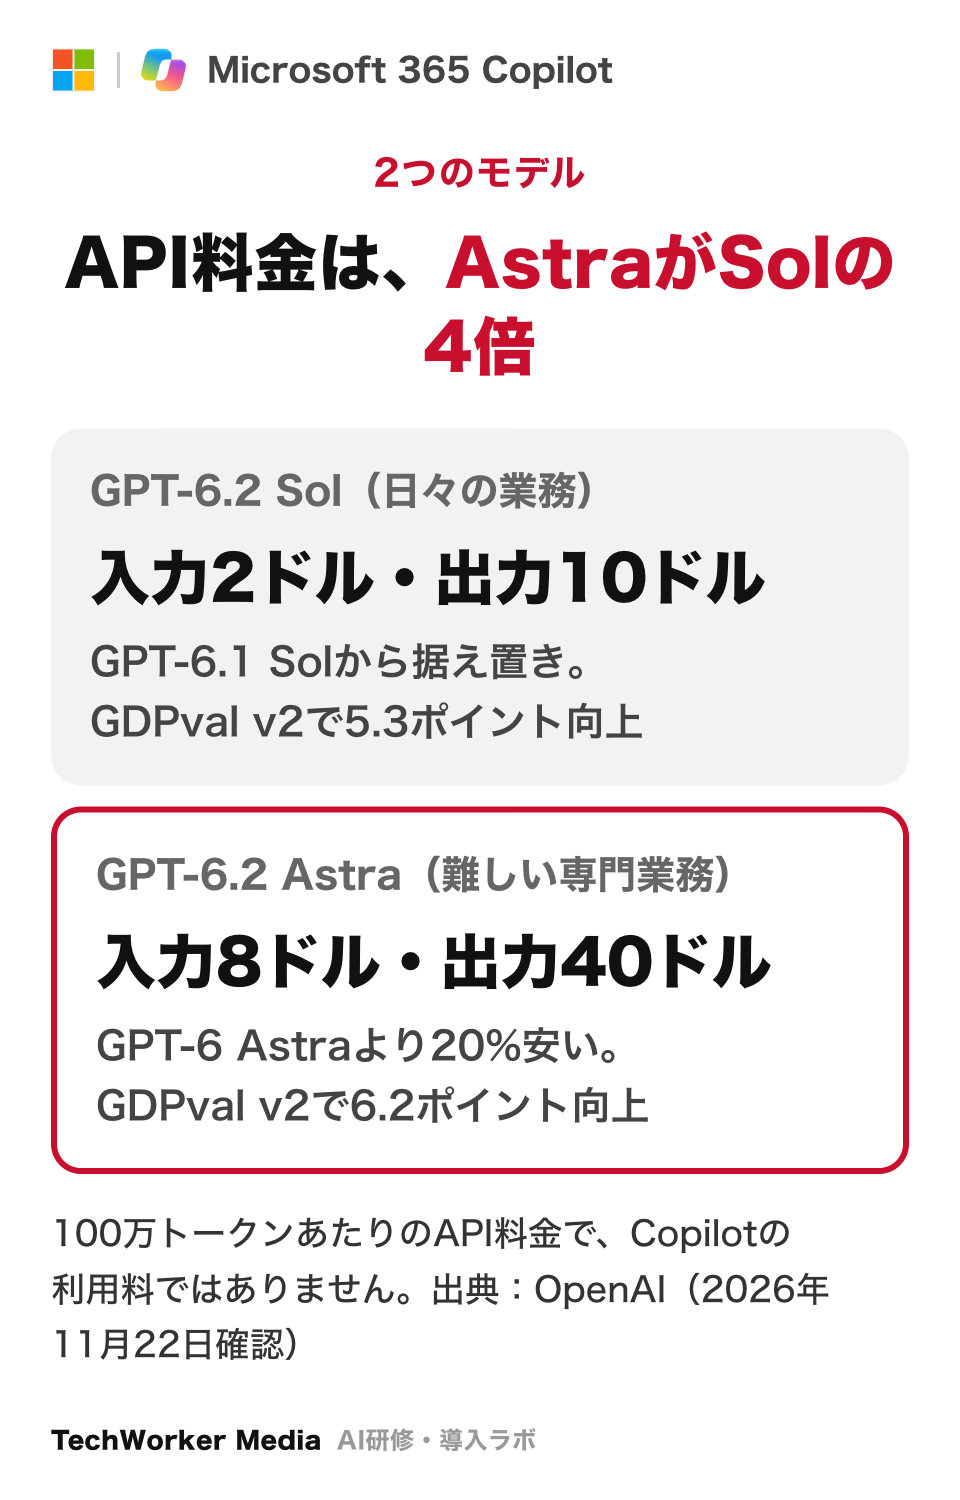 Microsoft 365 Copilot
2つのモデル
API料金は、AstraがSolの
4倍
GPT-6.2 Sol（日々の業務）
入力2ドル・出力10ドル
GPT-6.1 Solから据え置き。
GDPval v2で5.3ポイント向上
GPT-6.2 Astra（難しい専門業務）
入力8ドル・出力40ドル
GPT-6 Astraより20%安い。
GDPval v2で6.2ポイント向上
100万トークンあたりのAPI料金で、Copilotの
利用料ではありません。出典：OpenAI（2026年
11月22日確認）
TechWorker Media AI研修・導入ラボ